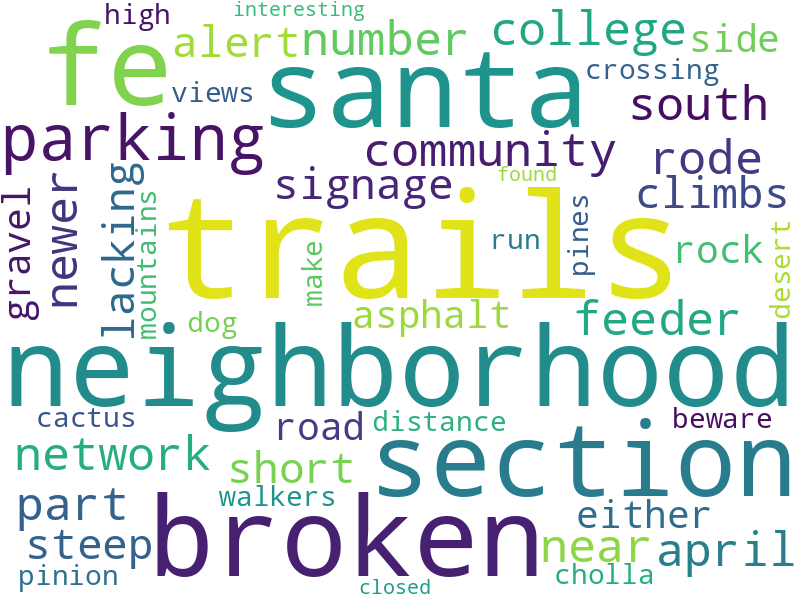 high
interesting
fe
alert
number
college
side
views
santa
crossing
parking
south
community
rode
signage
found
climbs
gravel
newer
lacking
mountains
trails
make
run
pines
rock
desert
dog
asphalt
feeder
neighborhood
cactus
road
distance
beware
network
short
section
part
walkers
broken
either
steep
near
april
pinion
cholla
closed